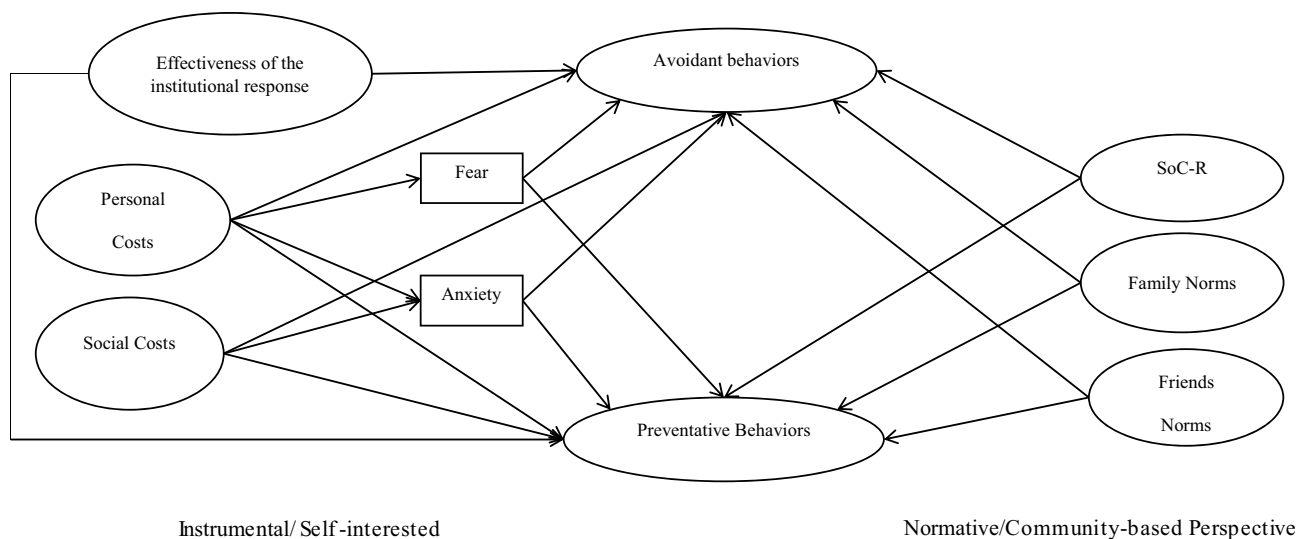 Effectiveness of the
institutional response
Avoidant behaviors
Fear
SoC-R
Personal
Costs
Anxiety
Family Norms
Social Costs
Friends
Norms
Preventative Behaviors
Instrumental/ Self-interested
Normative/Community-based Perspective